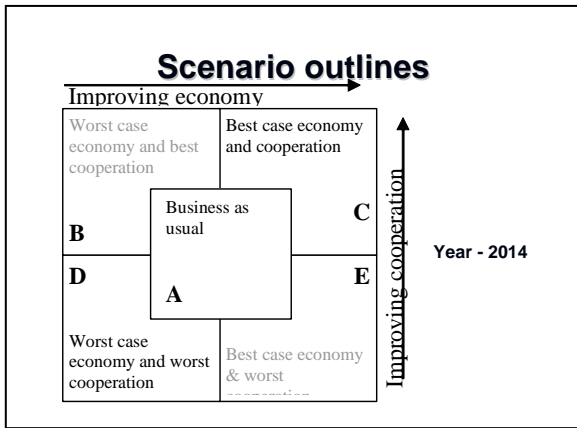 Scenario outlines
Improving economy
Worst case
economy and best
cooperation
Best case economy
and cooperation
Business as
usual
B
C
D
A
E
Worst case
economy and worst
cooperation
Best case economy
& worst
cooperation
Improving cooperation
Year - 2014